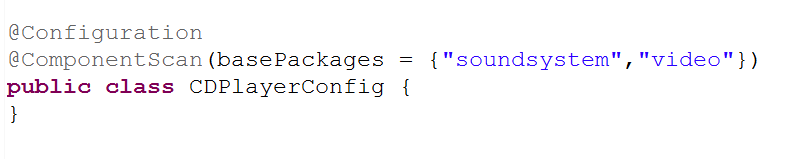 @Configuration
@ComponentScan(basePackages = {"soundsystem","video"})
public class CDPlayerConfig {
}